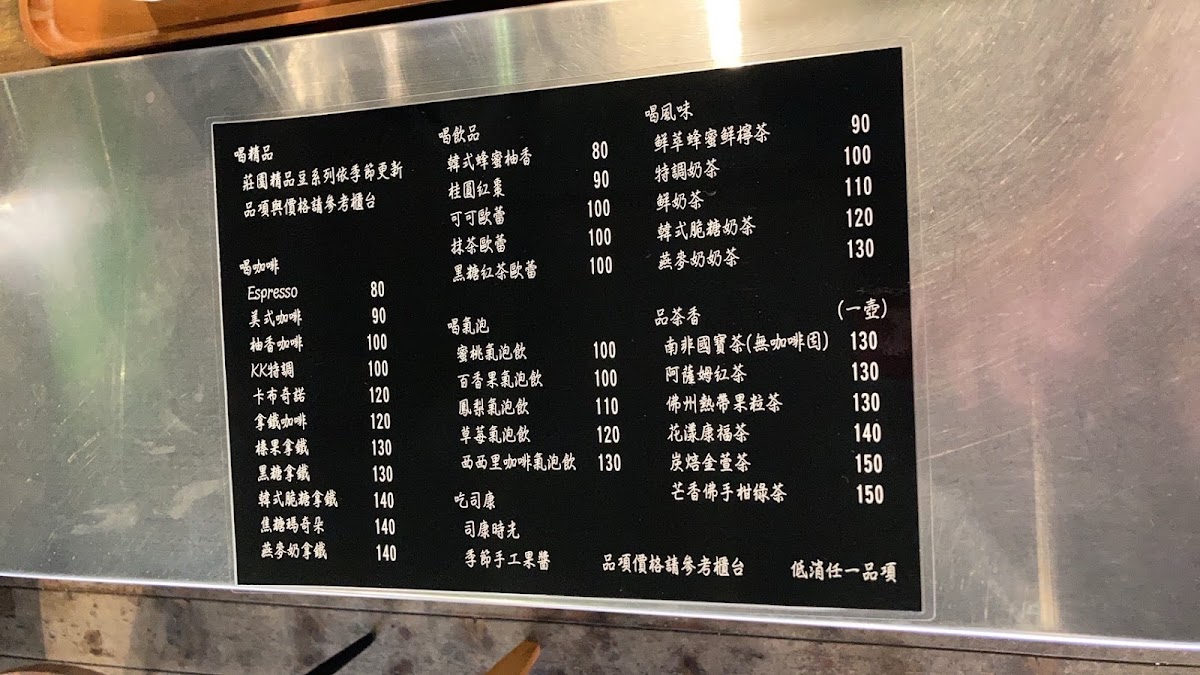 喝精品
莊園精品豆系列依季節更新
品項與價格請參考櫃台
喝咖啡
Espresso 80
美式咖啡 90
柚香咖啡 100
KK特調 100
卡布奇諾 120
拿鐵咖啡 120
榛果拿鐵 130
黑糖拿鐵 130
韓式脆糖拿鐵 140
焦糖瑪奇朵 140
燕麥奶拿鐵 140
喝飲品
韓式蜂蜜柚香 80
桂圓紅棗 90
可可歐蕾 100
抹茶歐蕾 100
黑糖紅茶歐蕾 100
喝氣泡
蜜桃氣泡飲 100
百香果氣泡飲 100
鳳梨氣泡飲 110
草莓氣泡飲 120
西西里咖啡氣泡飲 130
吃司康
司康時光
季節手工果醬
品項價格請參考櫃台
喝風味
鮮萃蜂蜜鮮檸茶 90
特調奶茶 100
鮮奶茶 110
韓式脆糖奶茶 120
燕麥奶奶茶 130
品茶香 (一壺)
南非國寶茶(無咖啡因) 130
阿薩姆紅茶 130
佛州熱帶果粒茶 130
花漾康福茶 140
炭焙金萱茶 150
芒香佛手柑綠茶 150
低消任一品項